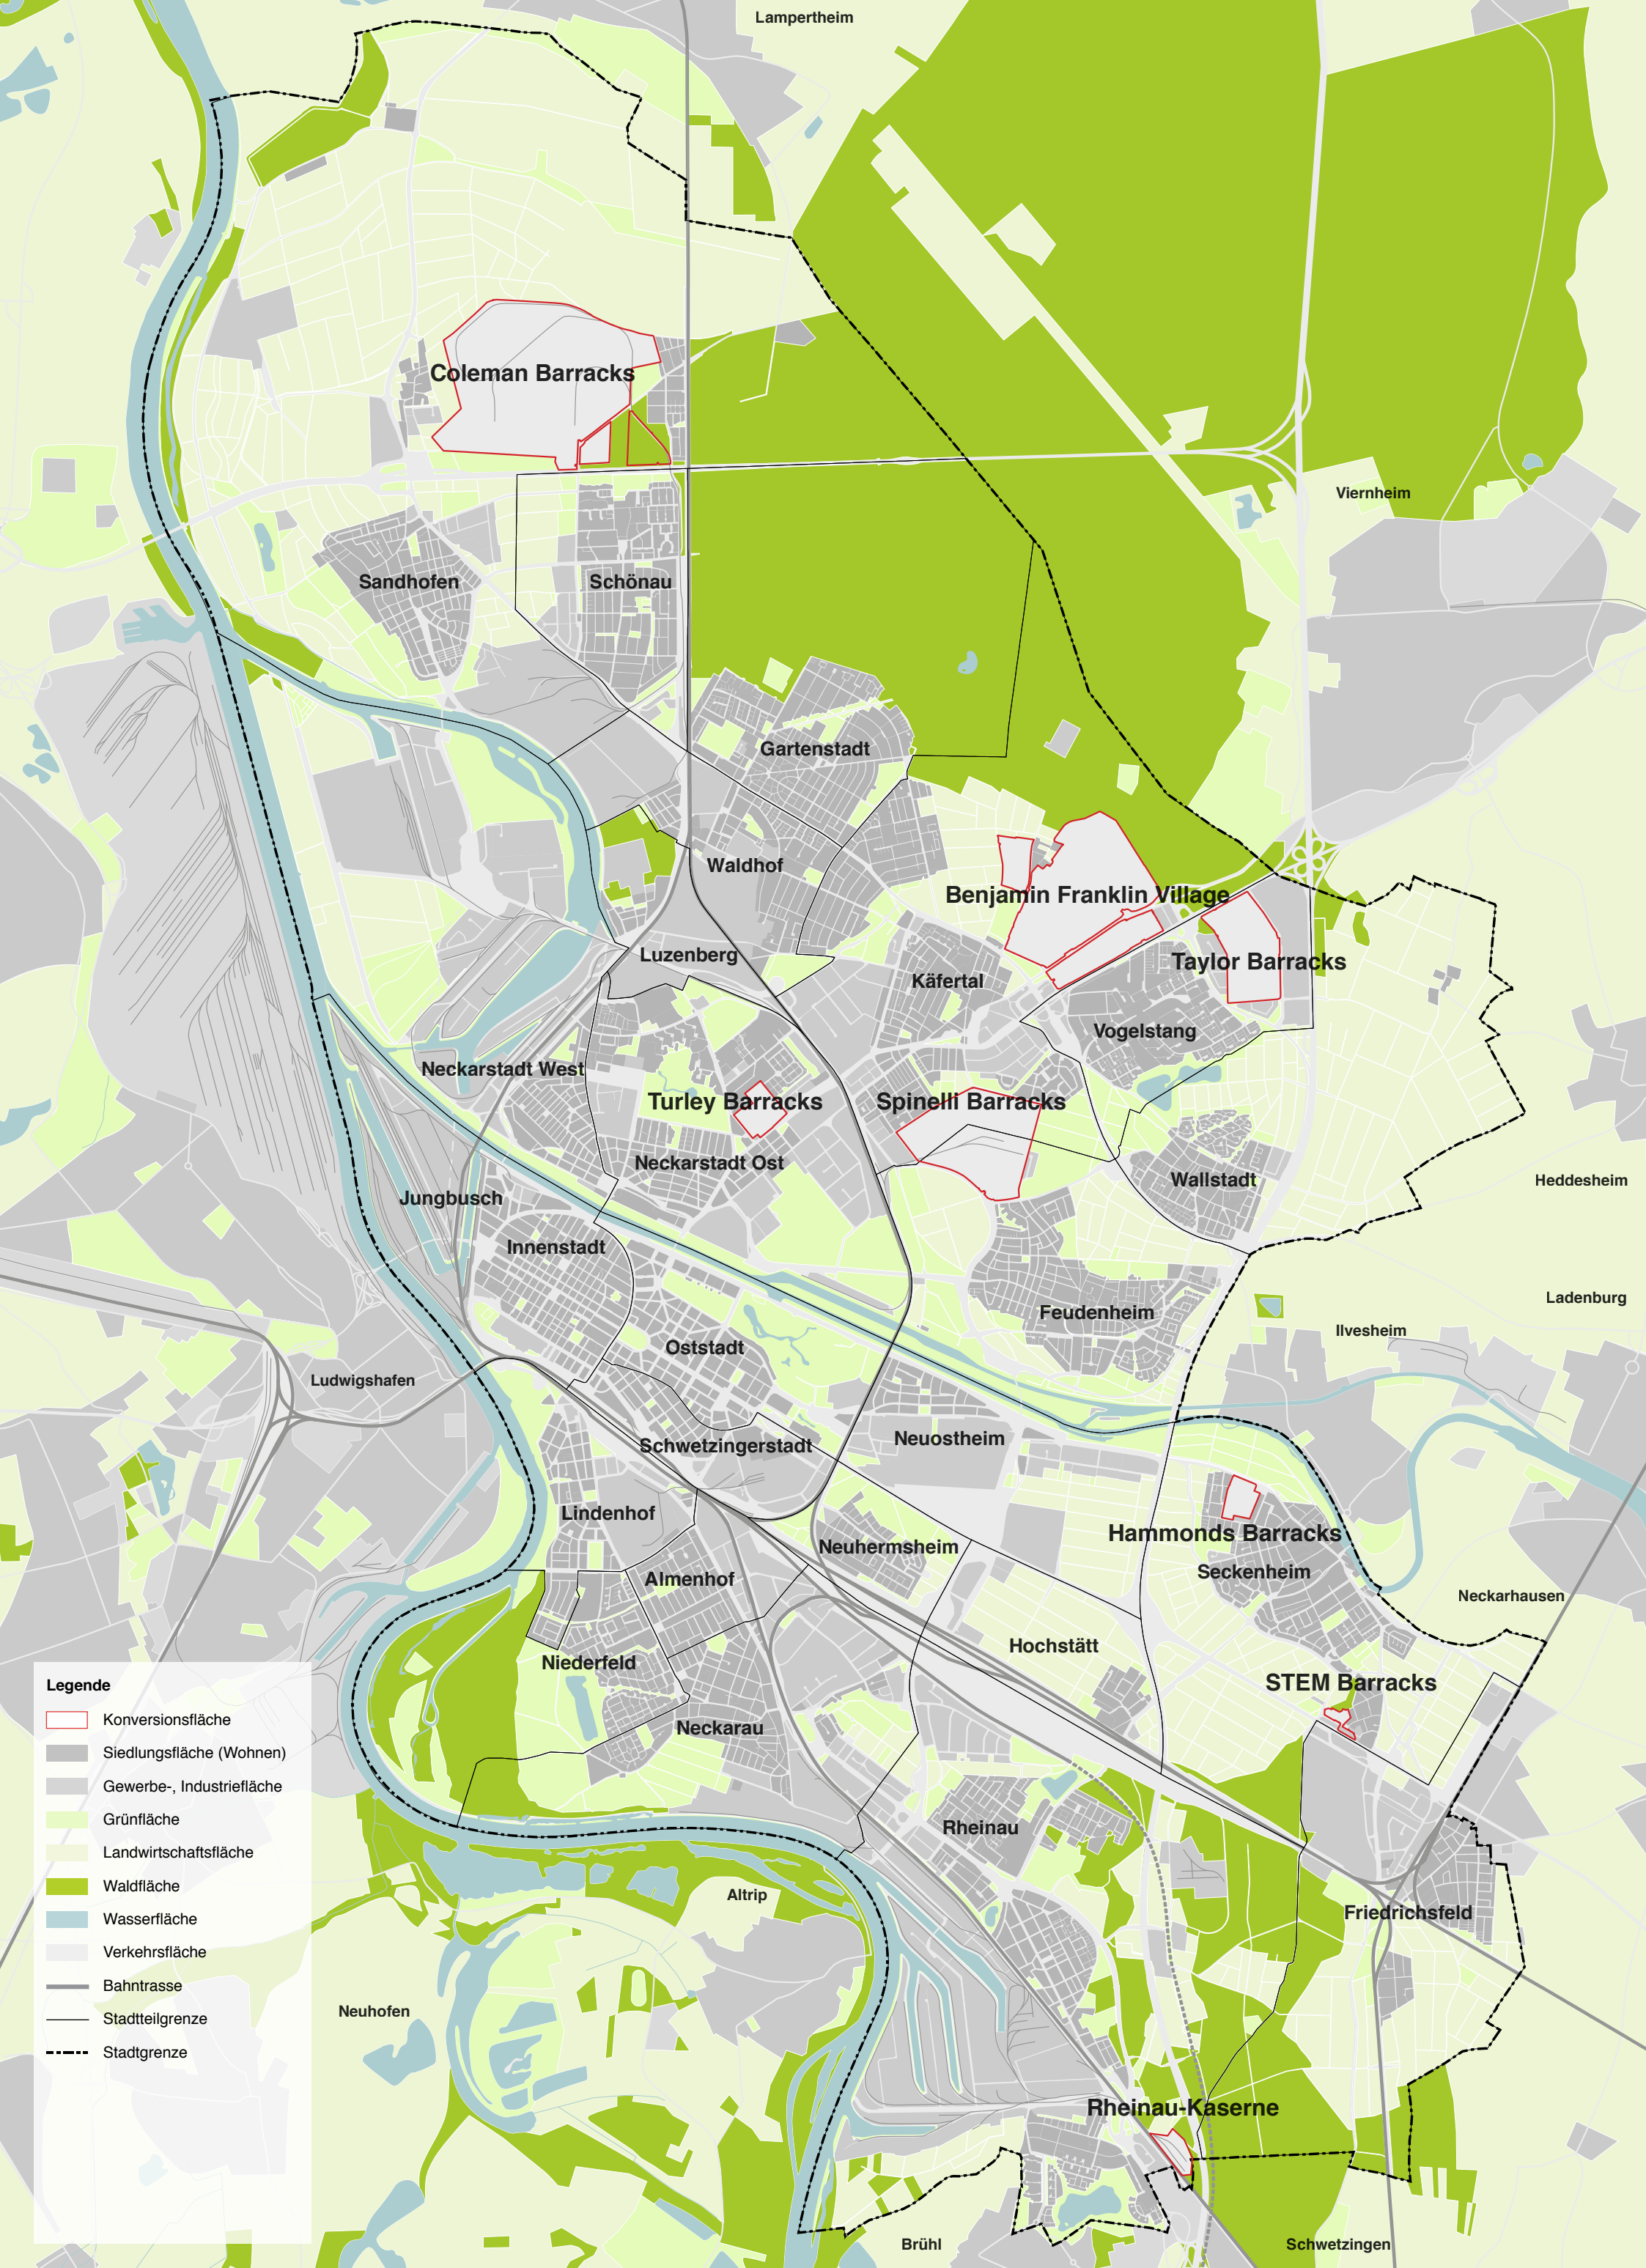 Lampertheim
Coleman Barracks
Viernheim
Sandhofen
Schönau
Gartenstadt
Waldhof
Benjamin Franklin Village
Luzenberg
Taylor Barracks
Käfertal
Vogelstang
Neckarstadt West
Turley Barracks
Spinelli Barracks
Neckarstadt Ost
Wallstadt
Heddesheim
Jungbusch
Innenstadt
Ladenburg
Feudenheim
Ilvesheim
Oststadt
Ludwigshafen
Neuostheim
Schwetzingerstadt
Lindenhof
Hammonds Barracks
Neuhermsheim
Seckenheim
Almenhof
Neckarhausen
Hochstätt
Niederfeld
STEM Barracks
Neckarau
Rheinau
Altrip
Friedrichsfeld
Neuhofen
Rheinau-Kaserne
Brühl
Schwetzingen
Legende
Konversionsfläche
Siedlungsfläche (Wohnen)
Gewerbe-, Industriefläche
Grünfläche
Landwirtschaftsfläche
Waldfläche
Wasserfläche
Verkehrsfläche
Bahntrasse
Stadtteilgrenze
Stadtgrenze